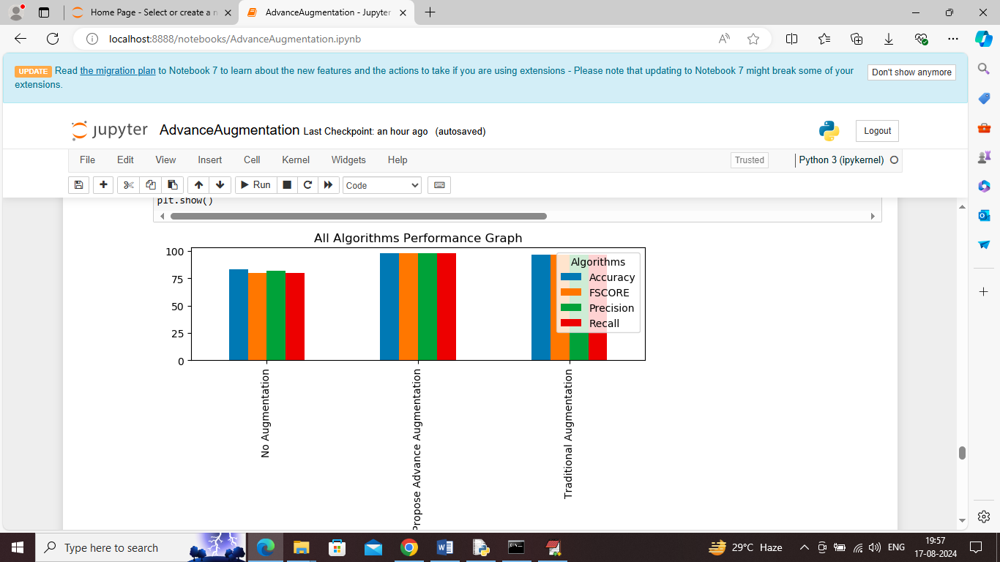 Home Page - Select or create a n
AdvanceAugmentation - Jupyter
localhost:8888/notebooks/AdvanceAugmentation.ipynb
UPDATE Read the migration plan to Notebook 7 to learn about the new features and the actions to take if you are using extensions - Please note that updating to Notebook 7 might break some of your
extensions.
Don't show anymore
jupyter AdvanceAugmentation Last Checkpoint: an hour ago (autosaved)
Logout
File Edit View Insert Cell Kernel Widgets Help
Trusted
Python 3 (ipykernel)
Run
Code
plt.show()
All Algorithms Performance Graph
100
75
50
25
0
Algorithms
Accuracy
FSCORE
Precision
Recall
No Augmentation
Propose Advance Augmentation
Traditional Augmentation
Type here to search
29°C Haze
ENG
19:57
17-08-2024